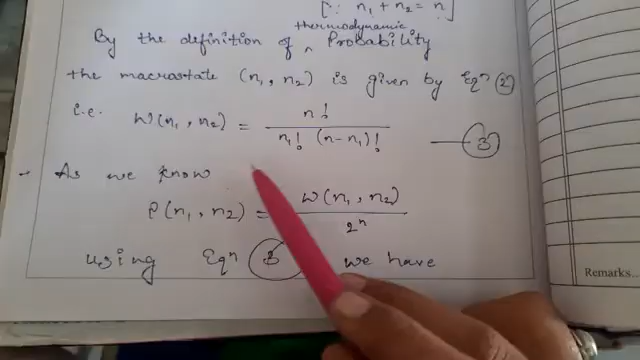 [∵ n₁ + n₂ = n]
thermodynamic
By the definition of ^ Probability
the macrostate (n₁, n₂) is given by Eqⁿ (2)
i.e. W(n₁, n₂) = n! / n₁! (n-n₁)! — (3)
As we know
P(n₁, n₂) = W(n₁, n₂) / 2ⁿ
using Eqⁿ (3) we have
Remarks...